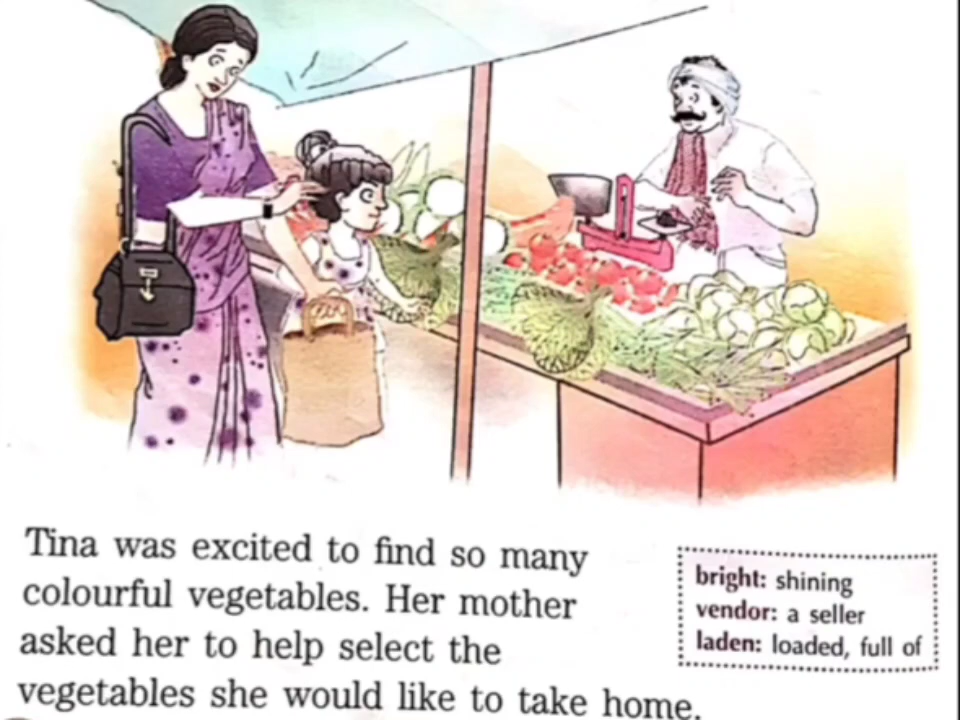 Tina was excited to find so many
colourful vegetables. Her mother
asked her to help select the
vegetables she would like to take home.
bright: shining
vendor: a seller
laden: loaded, full of